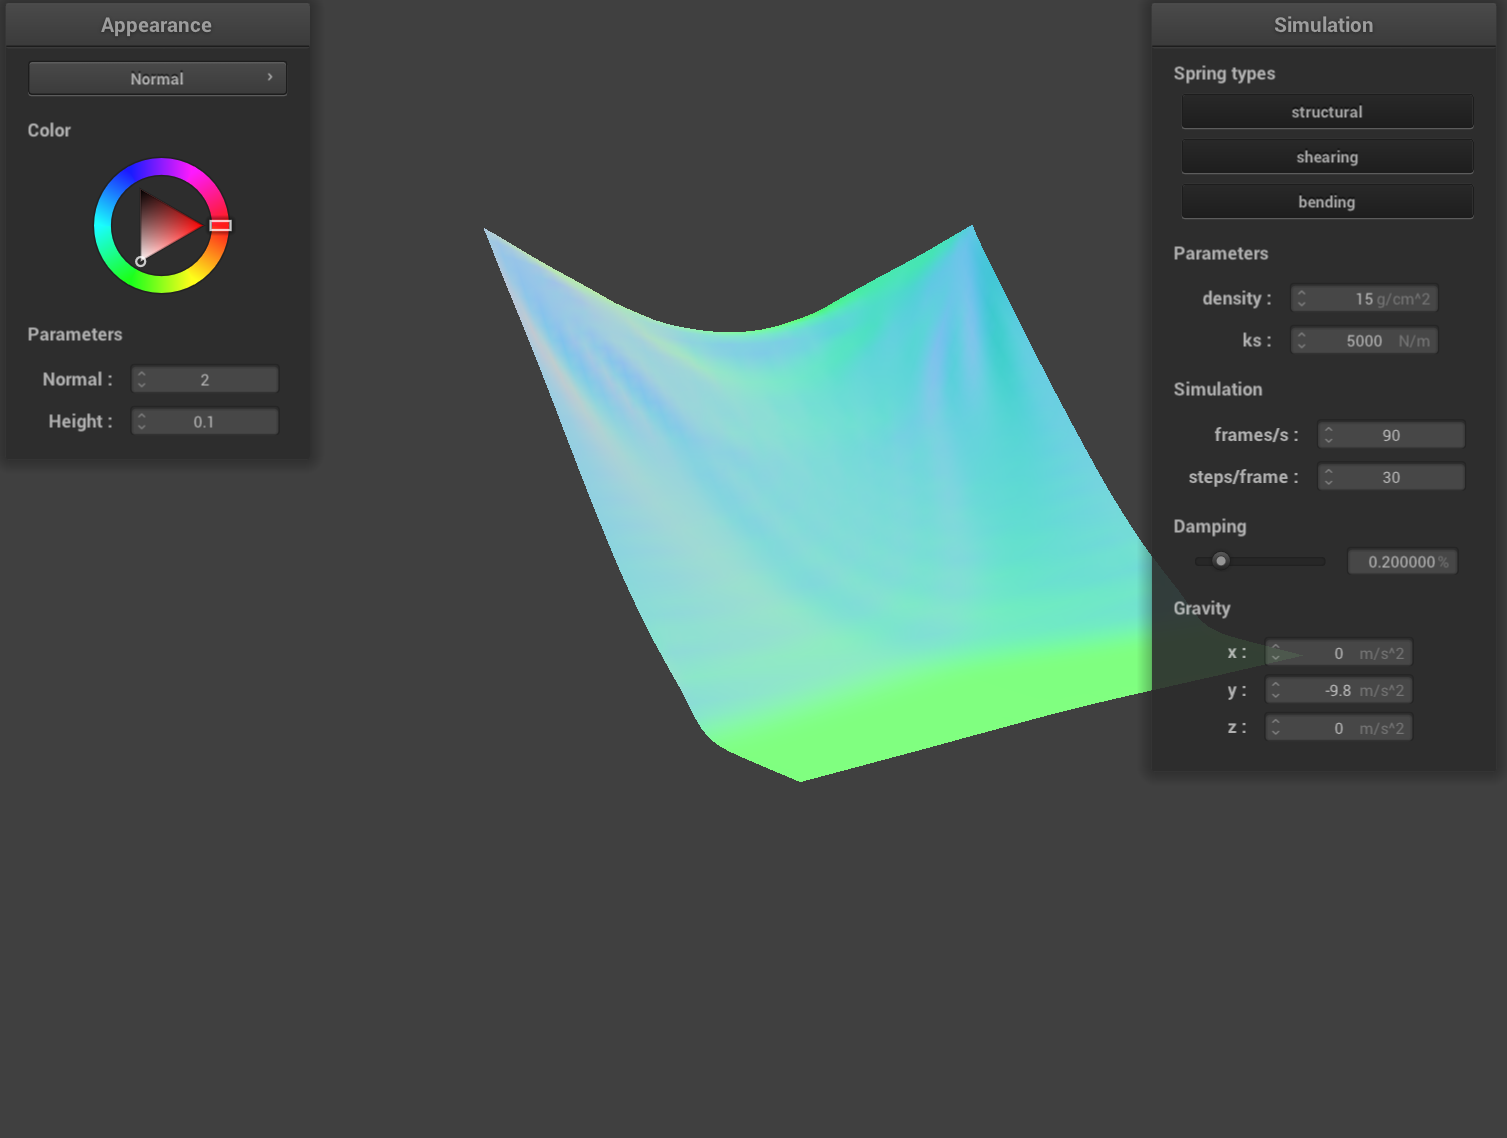 Appearance
Normal
Color
Parameters
Normal : 2
Height : 0.1
Simulation
Spring types
structural
shearing
bending
Parameters
density : 15 g/cm^2
ks : 5000 N/m
Simulation
frames/s : 90
steps/frame : 30
Damping
0.200000 %
Gravity
x : 0 m/s^2
y : -9.8 m/s^2
z : 0 m/s^2